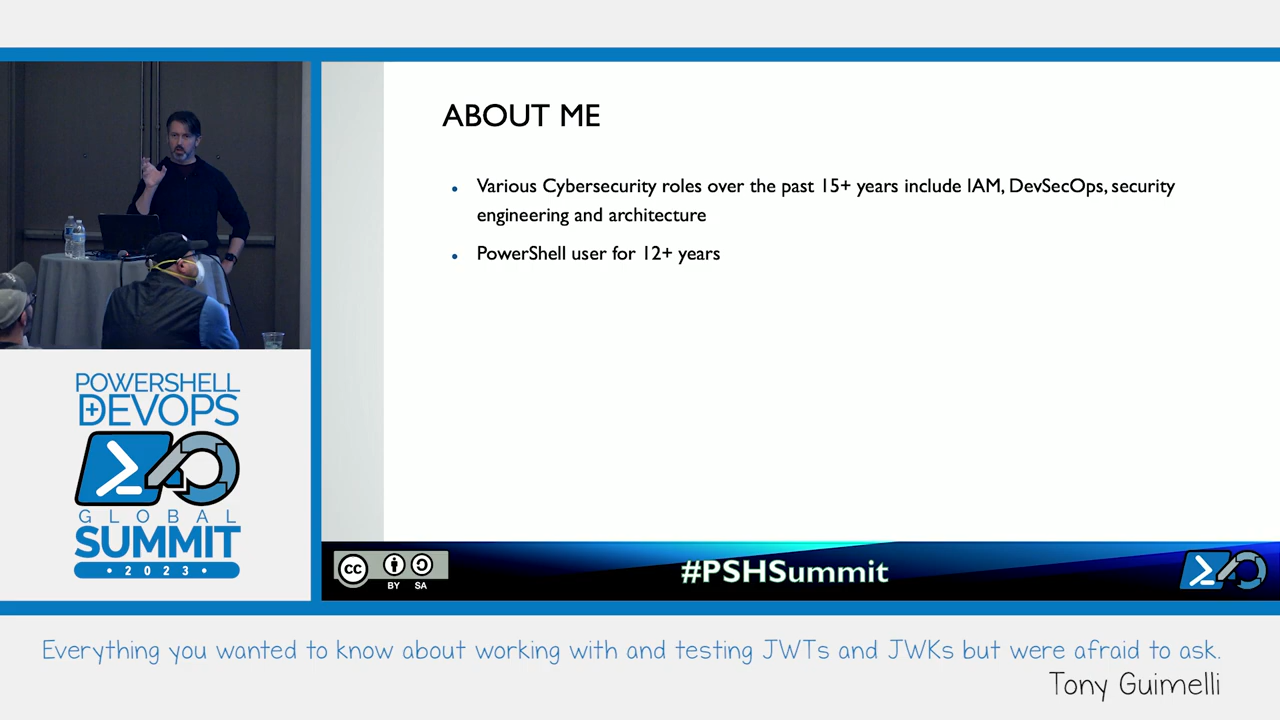 ABOUT ME
• Various Cybersecurity roles over the past 15+ years include IAM, DevSecOps, security
engineering and architecture
• PowerShell user for 12+ years
POWERSHELL
+DEVOPS
GLOBAL
SUMMIT
• 2023 •
cc
BY SA
#PSHSummit
Everything you wanted to know about working with and testing JWTs and JWKs but were afraid to ask.
Tony Guimelli